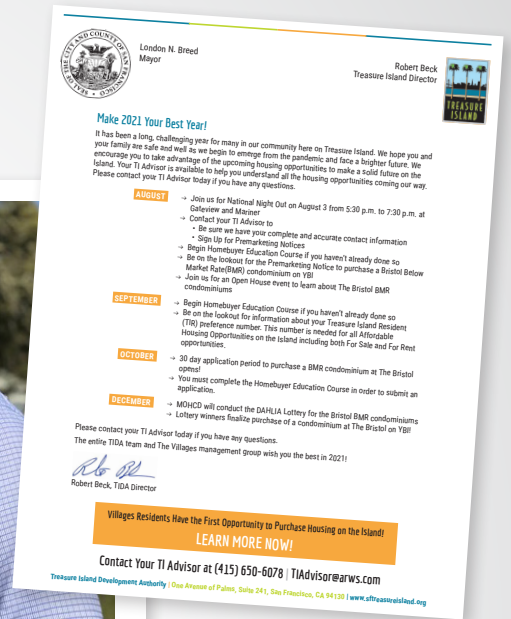 SEAL OF THE CITY AND COUNTY OF SAN FRANCISCO
London N. Breed
Mayor
Robert Beck
Treasure Island Director
TREASURE
ISLAND
Make 2021 Your Best Year!
It has been a long, challenging year for many in our community here on Treasure Island. We hope you and
your family are safe and well as we begin to emerge from the pandemic and face a brighter future. We
encourage you to take advantage of the upcoming housing opportunities to make a solid future on the
Island. Your TI Advisor is available to help you understand all the housing opportunities coming our way.
Please contact your TI Advisor today if you have any questions.
AUGUST
→ Join us for National Night Out on August 3 from 5:30 p.m. to 7:30 p.m. at
Gateview and Mariner
→ Contact your TI Advisor to
• Be sure we have your complete and accurate contact information
• Sign Up for Premarketing Notices
→ Begin Homebuyer Education Course if you haven't already done so
→ Be on the lookout for the Premarketing Notice to purchase a Bristol Below
Market Rate(BMR) condominium on YBI
→ Join us for an Open House event to learn about The Bristol BMR
condominiums
SEPTEMBER
→ Begin Homebuyer Education Course if you haven't already done so
→ Be on the lookout for information about your Treasure Island Resident
(TIR) preference number. This number is needed for all Affordable
Housing Opportunities on the Island including both For Sale and For Rent
opportunities.
OCTOBER
→ 30 day application period to purchase a BMR condominium at The Bristol
opens!
→ You must complete the Homebuyer Education Course in order to submit an
application.
DECEMBER
→ MOHCD will conduct the DAHLIA Lottery for the Bristol BMR condominiums
→ Lottery winners finalize purchase of a condominium at The Bristol on YBI!
Please contact your TI Advisor today if you have any questions.
The entire TIDA team and The Villages management group wish you the best in 2021!
Robert Beck, TIDA Director
Villages Residents Have the First Opportunity to Purchase Housing on the Island!
LEARN MORE NOW!
Contact Your TI Advisor at (415) 650-6078 | TIAdvisor@arws.com
Treasure Island Development Authority | One Avenue of Palms, Suite 241, San Francisco, CA 94130 | www.sftreasureisland.org